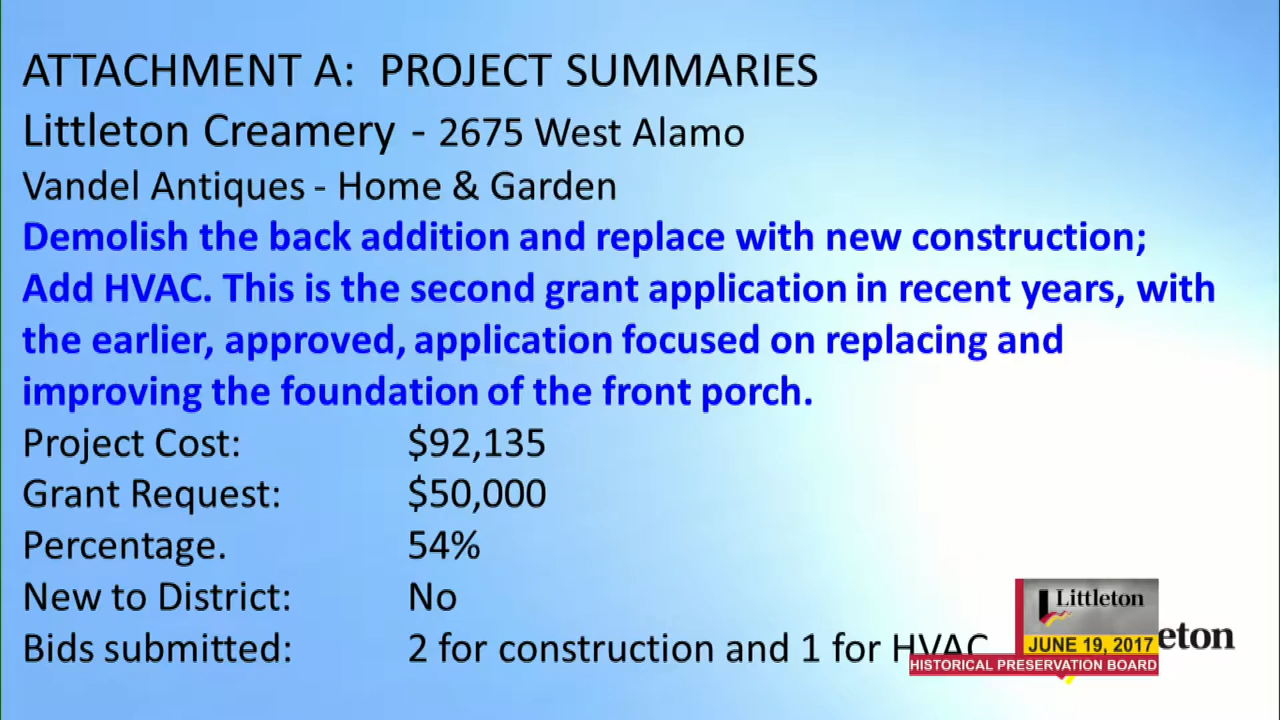 ATTACHMENT A: PROJECT SUMMARIES
Littleton Creamery - 2675 West Alamo
Vandel Antiques - Home & Garden
Demolish the back addition and replace with new construction;
Add HVAC. This is the second grant application in recent years, with
the earlier, approved, application focused on replacing and
improving the foundation of the front porch.
Project Cost: $92,135
Grant Request: $50,000
Percentage. 54%
New to District: No
Bids submitted: 2 for construction and 1 for HVAC
Littleton
JUNE 19, 2017
HISTORICAL PRESERVATION BOARD
eton